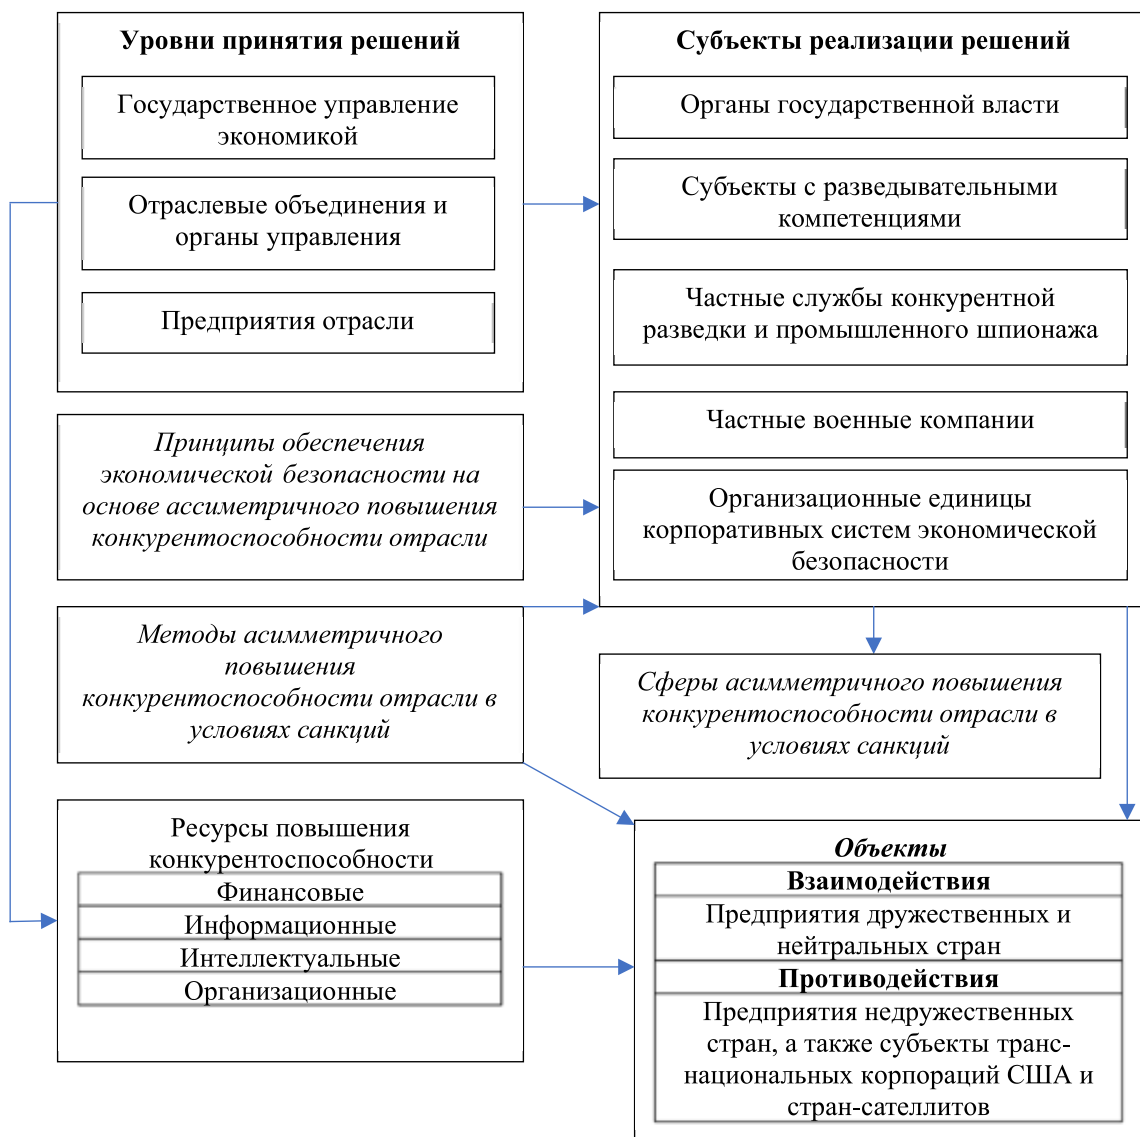 Уровни принятия решений
Государственное управление
экономикой
Отраслевые объединения и
органы управления
Предприятия отрасли
Субъекты реализации решений
Органы государственной власти
Субъекты с разведывательными
компетенциями
Частные службы конкурентной
разведки и промышленного шпионажа
Частные военные компании
Организационные единицы
корпоративных систем экономической
безопасности
Принципы обеспечения
экономической безопасности на
основе ассиметричного повышения
конкурентоспособности отрасли
Методы асимметричного
повышения
конкурентоспособности отрасли в
условиях санкций
Сферы асимметричного повышения
конкурентоспособности отрасли в
условиях санкций
Ресурсы повышения
конкурентоспособности
Финансовые
Информационные
Интеллектуальные
Организационные
Объекты
Взаимодействия
Предприятия дружественных и
нейтральных стран
Противодействия
Предприятия недружественных
стран, а также субъекты транс-
национальных корпораций США и
стран-сателлитов